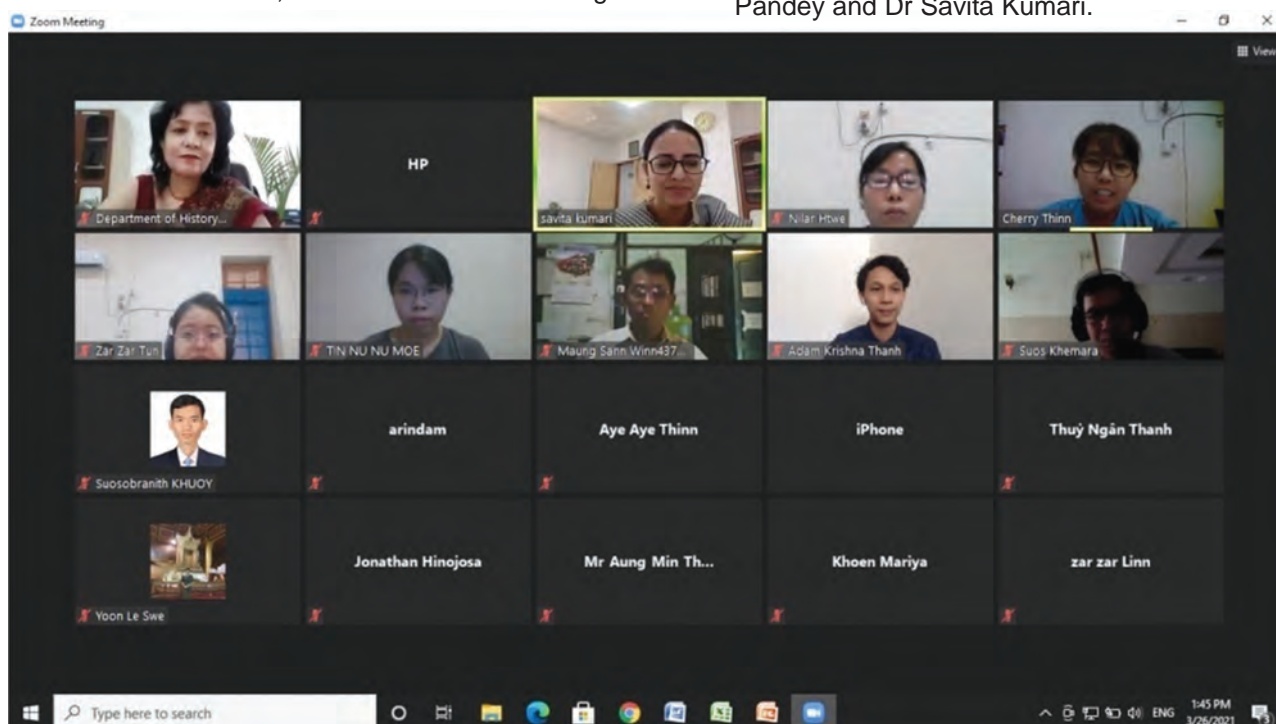 Pandey and Dr Savita Kumari.
Zoom Meeting
View
Department of History...
HP
savita kumari
Nilar Htwe
Cherry Thinn
Zar Zar Tun
TIN NU NU MOE
Maung Sann Winn437...
Adam Krishna Thanh
Suos Khemara
Suosobranith KHUOY
arindam
Aye Aye Thinn
iPhone
Thuý Ngân Thanh
Yoon Le Swe
Jonathan Hinojosa
Mr Aung Min Th...
Khoen Mariya
zar zar Linn
Type here to search
ENG
1:45 PM
3/26/2021